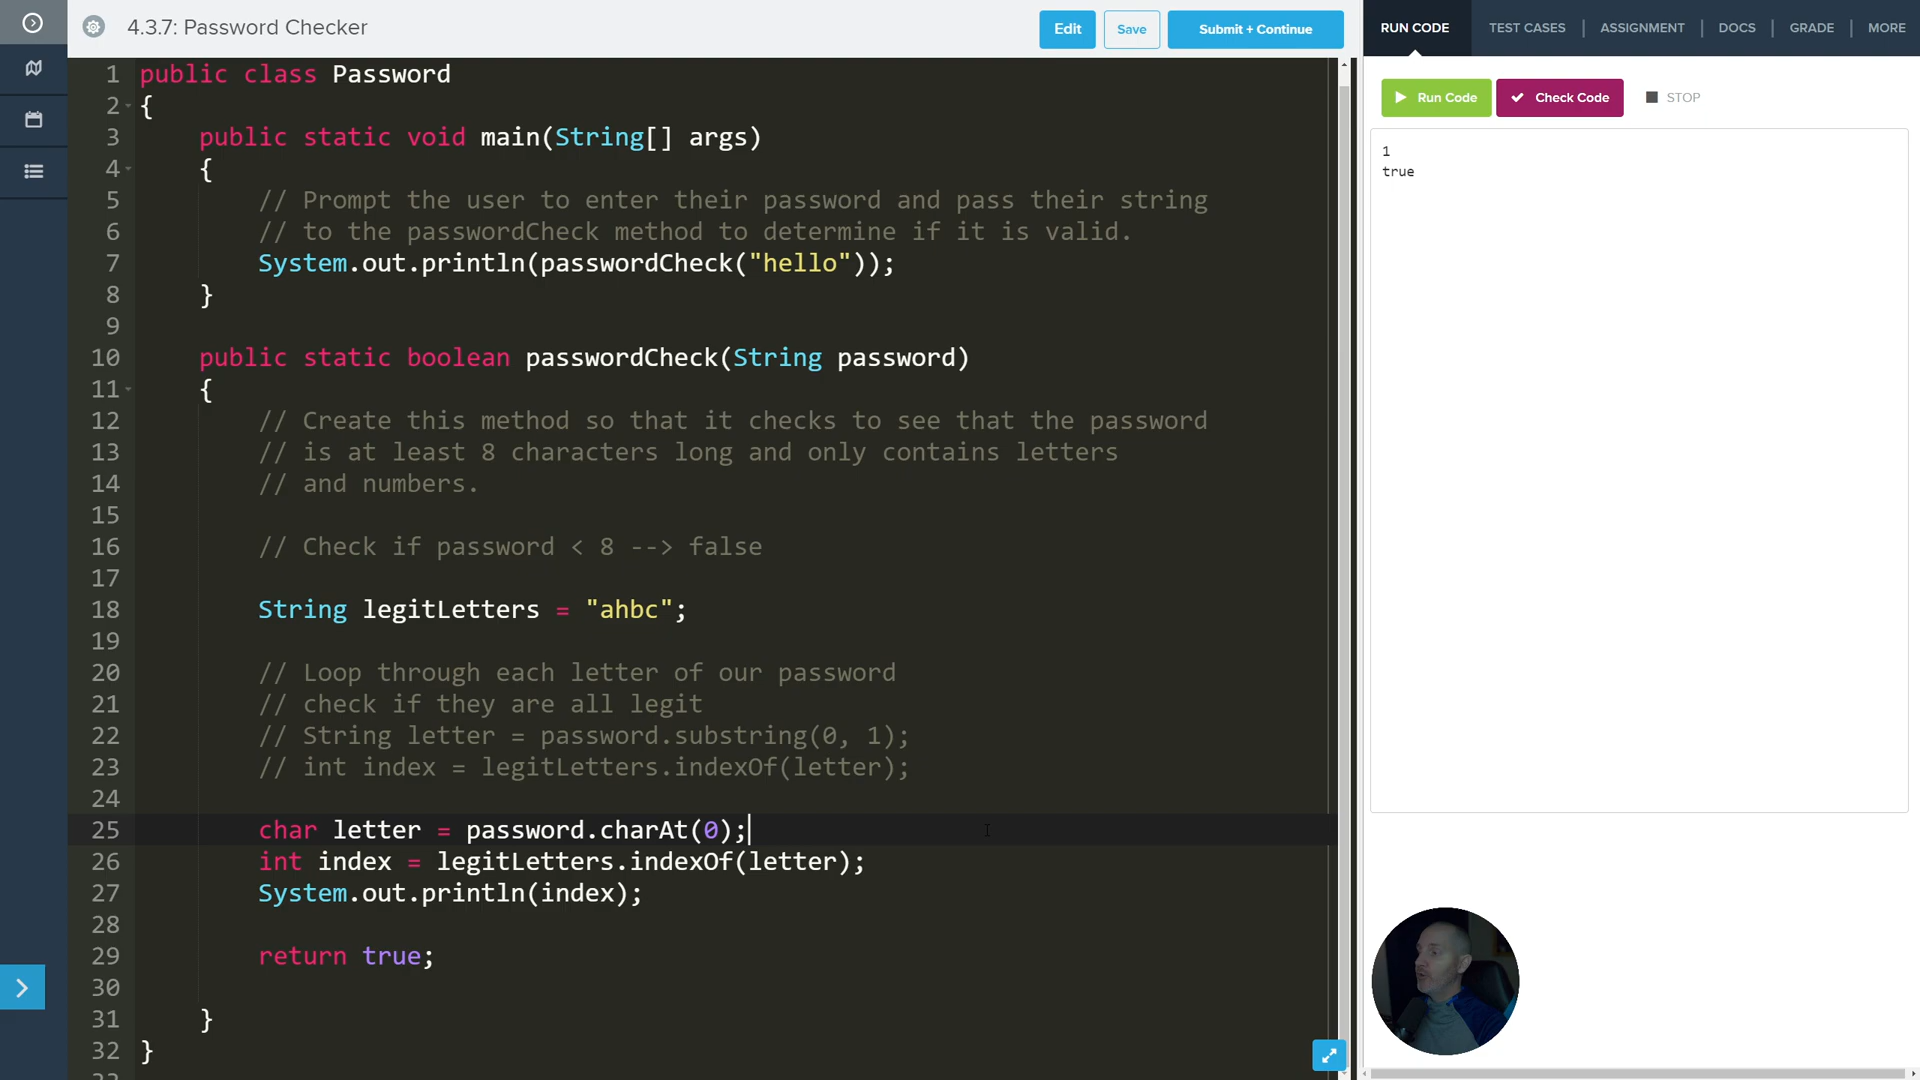 4.3.7: Password Checker
Edit
Save
Submit + Continue
RUN CODE
TEST CASES
ASSIGNMENT
DOCS
GRADE
MORE
Run Code
Check Code
STOP
1
true
1 public class Password
2 {
3 public static void main(String[] args)
4 {
5 // Prompt the user to enter their password and pass their string
6 // to the passwordCheck method to determine if it is valid.
7 System.out.println(passwordCheck("hello"));
8 }
9
10 public static boolean passwordCheck(String password)
11 {
12 // Create this method so that it checks to see that the password
13 // is at least 8 characters long and only contains letters
14 // and numbers.
15
16 // Check if password < 8 --> false
17
18 String legitLetters = "ahbc";
19
20 // Loop through each letter of our password
21 // check if they are all legit
22 // String letter = password.substring(0, 1);
23 // int index = legitLetters.indexOf(letter);
24
25 char letter = password.charAt(0);
26 int index = legitLetters.indexOf(letter);
27 System.out.println(index);
28
29 return true;
30
31 }
32 }
33